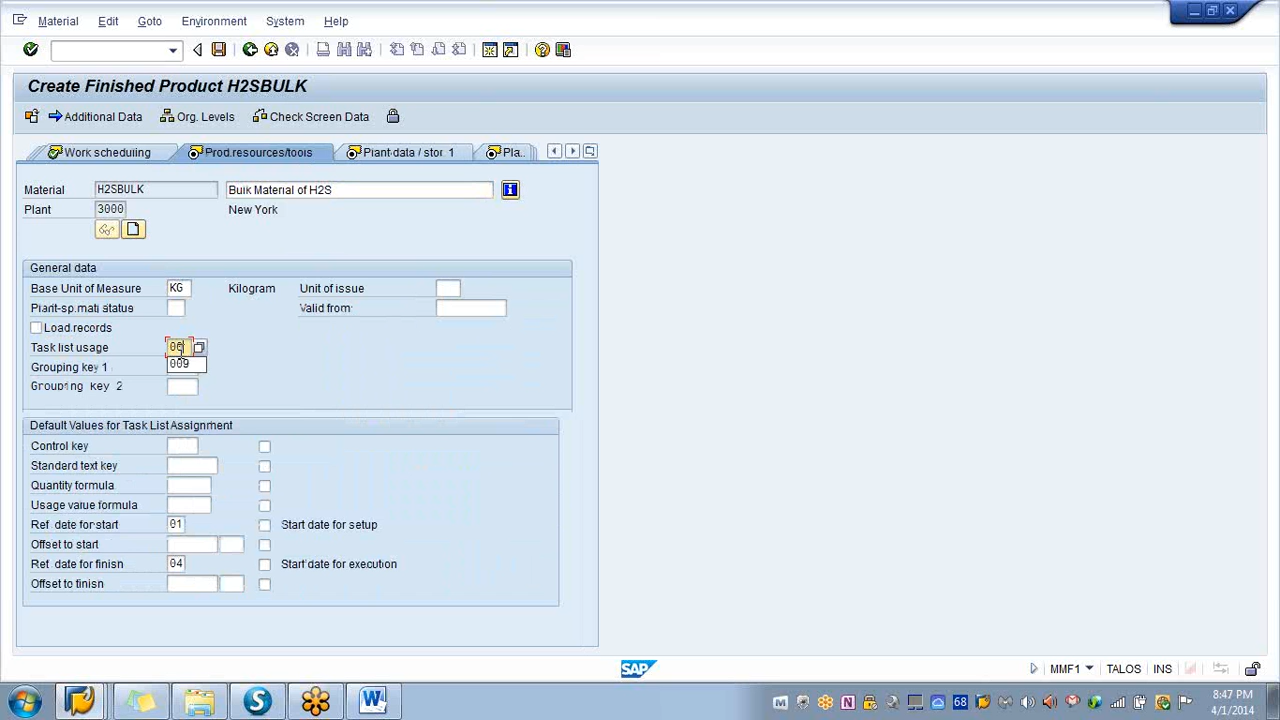 Material Edit Goto Environment System Help
Create Finished Product H2SBULK
Additional Data Org. Levels Check Screen Data
Work scheduling Prod.resources/tools Plant data / stor. 1 Pla..
Material H2SBULK Bulk Material of H2S
Plant 3000 New York
General data
Base Unit of Measure KG Kilogram Unit of issue
Plant-sp.matl status Valid from
Load records
Task list usage 00
009
Grouping key 1
Grouping key 2
Default Values for Task List Assignment
Control key
Standard text key
Quantity formula
Usage value formula
Ref. date for start 01 Start date for setup
Offset to start
Ref. date for finish 04 Start date for execution
Offset to finish
SAP MMF1 TALOS INS
S W N 68 8:47 PM
4/1/2014